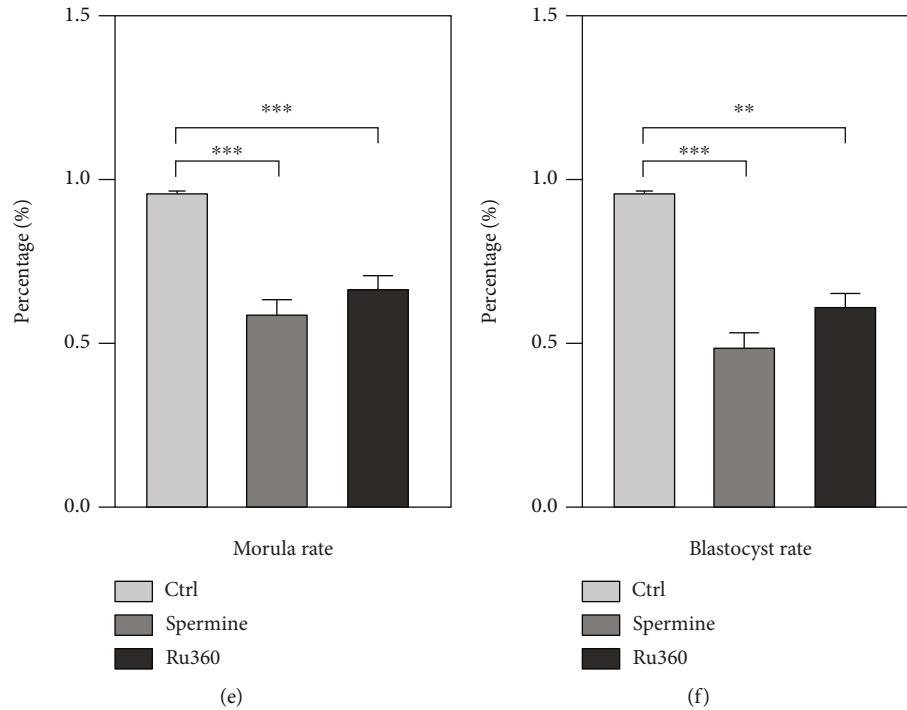 1.5
***
***
1.0
Percentage (%)
0.5
0.0
Morula rate
Ctrl
Spermine
Ru360
(e)
1.5
**
***
1.0
Percentage (%)
0.5
0.0
Blastocyst rate
Ctrl
Spermine
Ru360
(f)